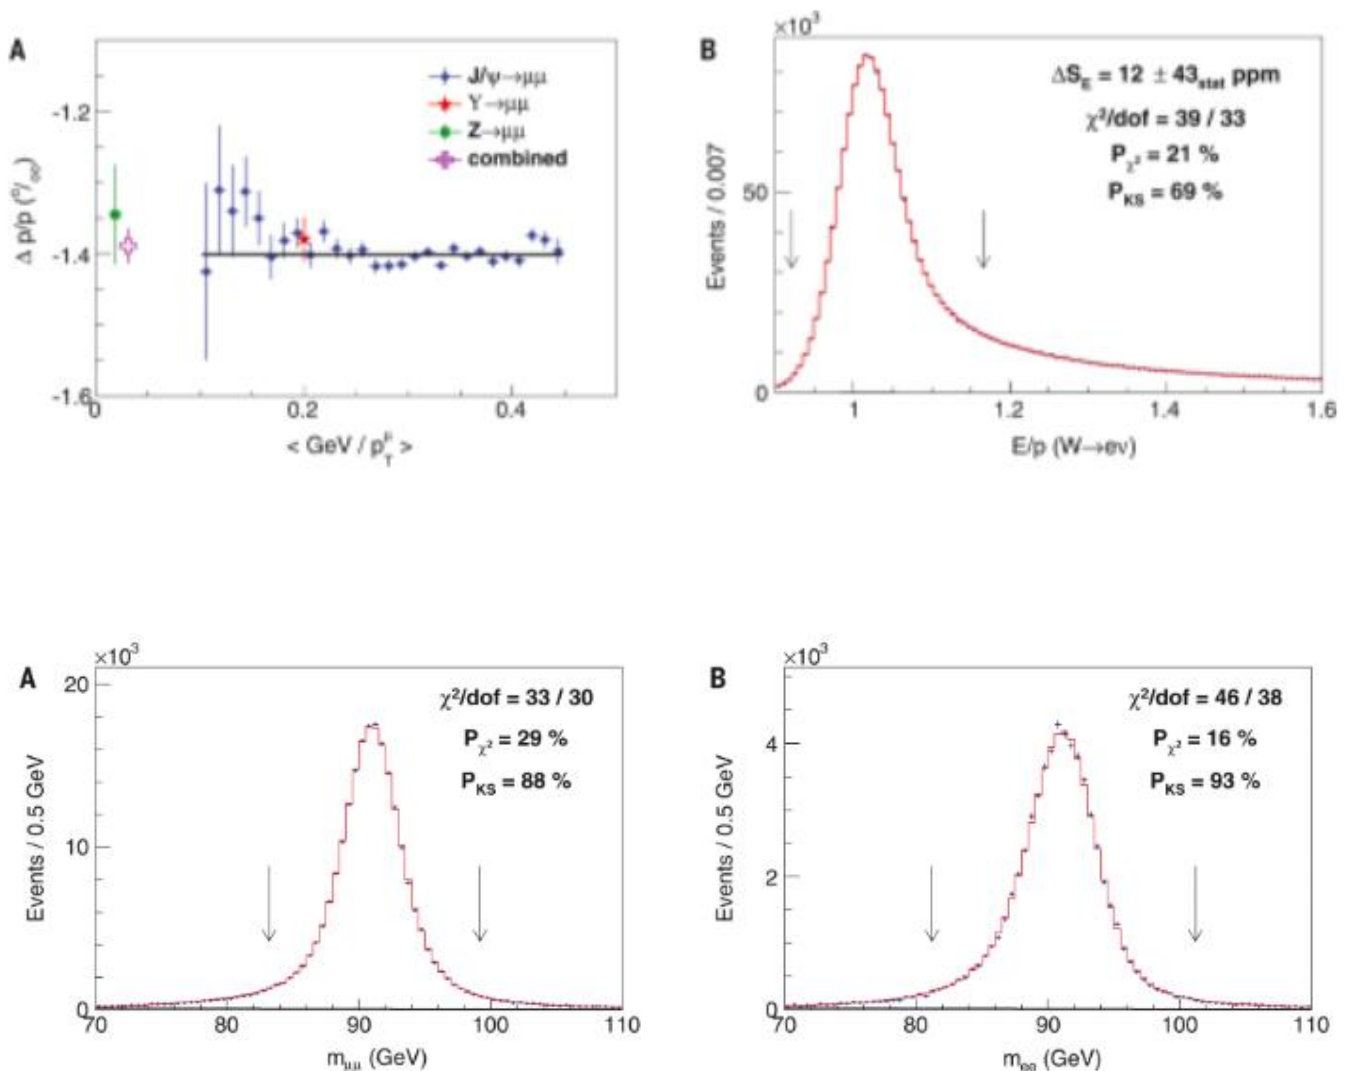 A
Δ p/p (⁰/₀₀)
-1.2
-1.4
-1.6
0
0.2
0.4
< GeV / pᵘ_T >
J/ψ→μμ
Υ→μμ
Z→μμ
combined
B
×10³
Events / 0.007
50
0
1
1.2
1.4
1.6
E/p (W→eν)
ΔS_E = 12 ± 43_stat ppm
χ²/dof = 39 / 33
P_χ² = 21 %
P_KS = 69 %
A
×10³
Events / 0.5 GeV
20
10
0
70
80
90
100
110
m_μμ (GeV)
χ²/dof = 33 / 30
P_χ² = 29 %
P_KS = 88 %
B
×10³
Events / 0.5 GeV
4
2
0
70
80
90
100
110
m_ee (GeV)
χ²/dof = 46 / 38
P_χ² = 16 %
P_KS = 93 %